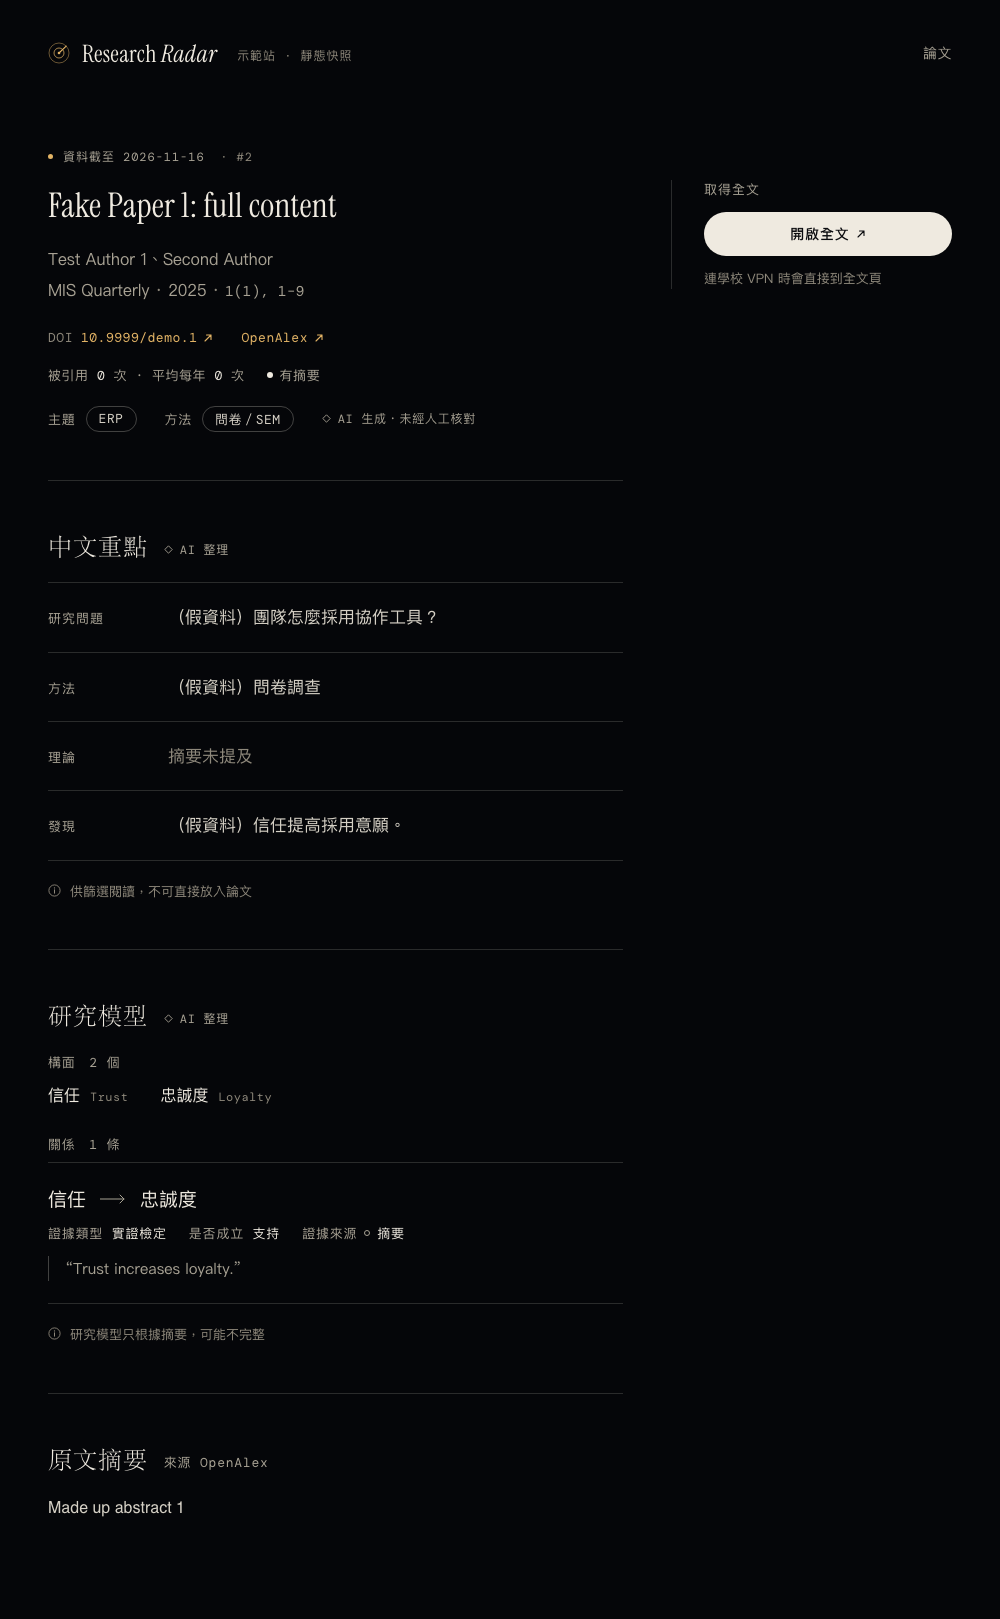 Research Radar 示範站 · 靜態快照
論文
資料截至 2026-11-16 · #2
Fake Paper 1: full content
Test Author 1、Second Author
MIS Quarterly · 2025 · 1(1), 1-9
DOI 10.9999/demo.1 ↗ OpenAlex ↗
被引用 0 次 · 平均每年 0 次 有摘要
主題 ERP 方法 問卷 / SEM ◇ AI 生成·未經人工核對
取得全文
開啟全文 ↗
連學校 VPN 時會直接到全文頁
中文重點 ◇ AI 整理
研究問題 （假資料）團隊怎麼採用協作工具？
方法 （假資料）問卷調查
理論 摘要未提及
發現 （假資料）信任提高採用意願。
ⓘ 供篩選閱讀，不可直接放入論文
研究模型 ◇ AI 整理
構面 2 個
信任 Trust 忠誠度 Loyalty
關係 1 條
信任 → 忠誠度
證據類型 實證檢定 是否成立 支持 證據來源 ○ 摘要
“Trust increases loyalty.”
ⓘ 研究模型只根據摘要，可能不完整
原文摘要 來源 OpenAlex
Made up abstract 1